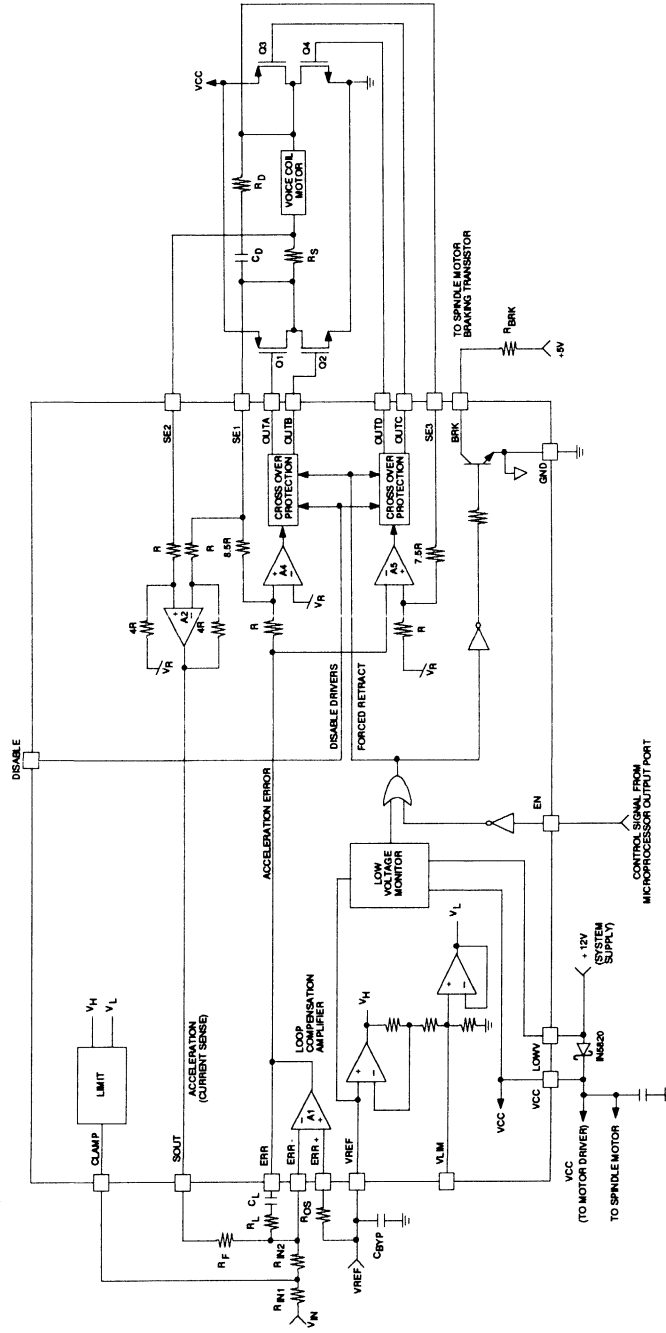 DISABLE
CLAMP
LIMIT
VH
VL
SOUT
ACCELERATION
(CURRENT SENSE)
ACCELERATION ERROR
LOOP
COMPENSATION
AMPLIFIER
A1
ERR
ERR -
ERR +
VREF
VLIM
RF
RL
CL
ROS
RIN1
RIN2
VIN
VREF
CBYP
VH
VL
VCC
LOW
VOLTAGE
MONITOR
DISABLE DRIVERS
FORCED RETRACT
EN
CONTROL SIGNAL FROM
MICROPROCESSOR OUTPUT PORT
VCC
LOWV
IN5820
+ 12V
(SYSTEM
SUPPLY)
VCC
(TO MOTOR DRIVER)
TO SPINDLE MOTOR
4R
4R
VR
A2
R
R
8.5R
R
A4
VR
CROSS OVER
PROTECTION
A5
CROSS OVER
PROTECTION
R
VR
7.5R
SE2
SE1
OUTA
OUTB
OUTD
OUTC
SE3
BRK
GND
TO SPINDLE MOTOR
BRAKING TRANSISTOR
RBRK
+5V
Q1
Q2
Q3
Q4
VCC
CD
RD
RS
VOICE COIL
MOTOR